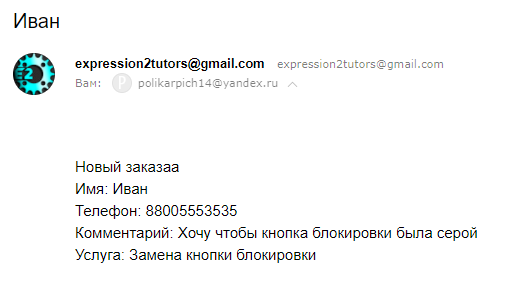 Иван
expression2tutors@gmail.com expression2tutors@gmail.com
Вам: P polikarpich14@yandex.ru
2
Новый заказаа
Имя: Иван
Телефон: 88005553535
Комментарий: Хочу чтобы кнопка блокировки была серой
Услуга: Замена кнопки блокировки